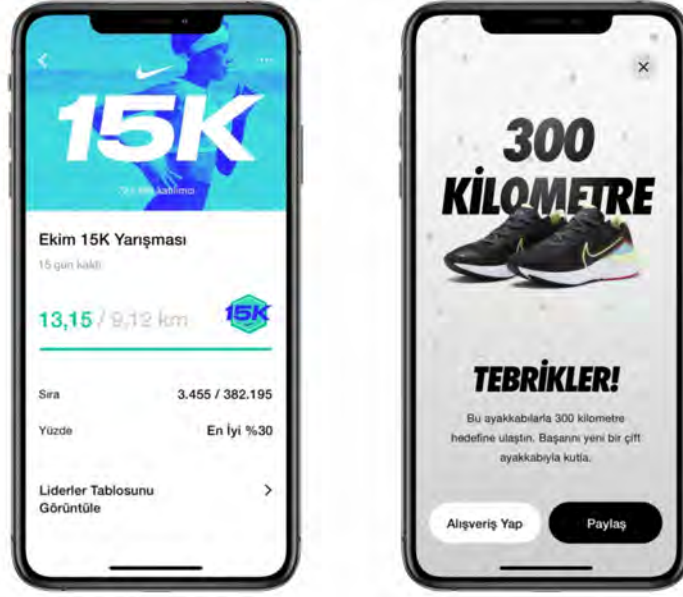 15K
katılımcı
Ekim 15K Yarışması
15 gün kaldı
13,15 / 9,12 km
15K
Sıra 3.455 / 382.195
Yüzde En İyi %30
Liderler Tablosunu
Görüntüle
300
KİLOMETRE
TEBRİKLER!
Bu ayakkabılarla 300 kilometre
hedefine ulaştın. Başarını yeni bir çift
ayakkabıyla kutla.
Alışveriş Yap
Paylaş